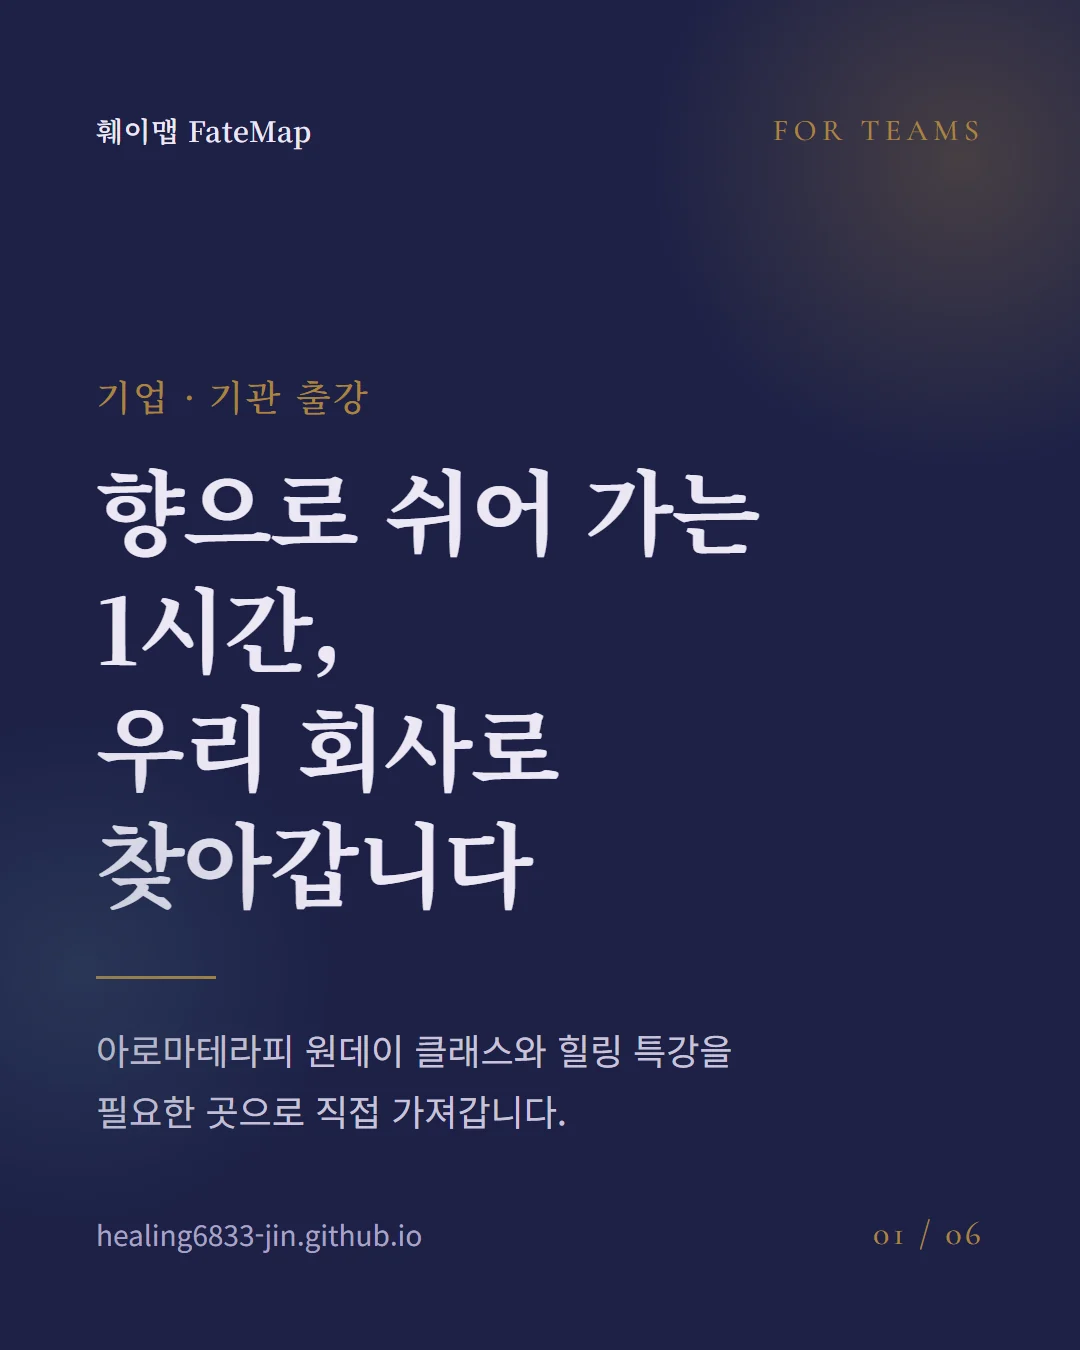 훼이맵 FateMap
FOR TEAMS
기업 · 기관 출강
향으로 쉬어 가는
1시간,
우리 회사로
찾아갑니다
아로마테라피 원데이 클래스와 힐링 특강을
필요한 곳으로 직접 가져갑니다.
healing6833-jin.github.io
01 / 06